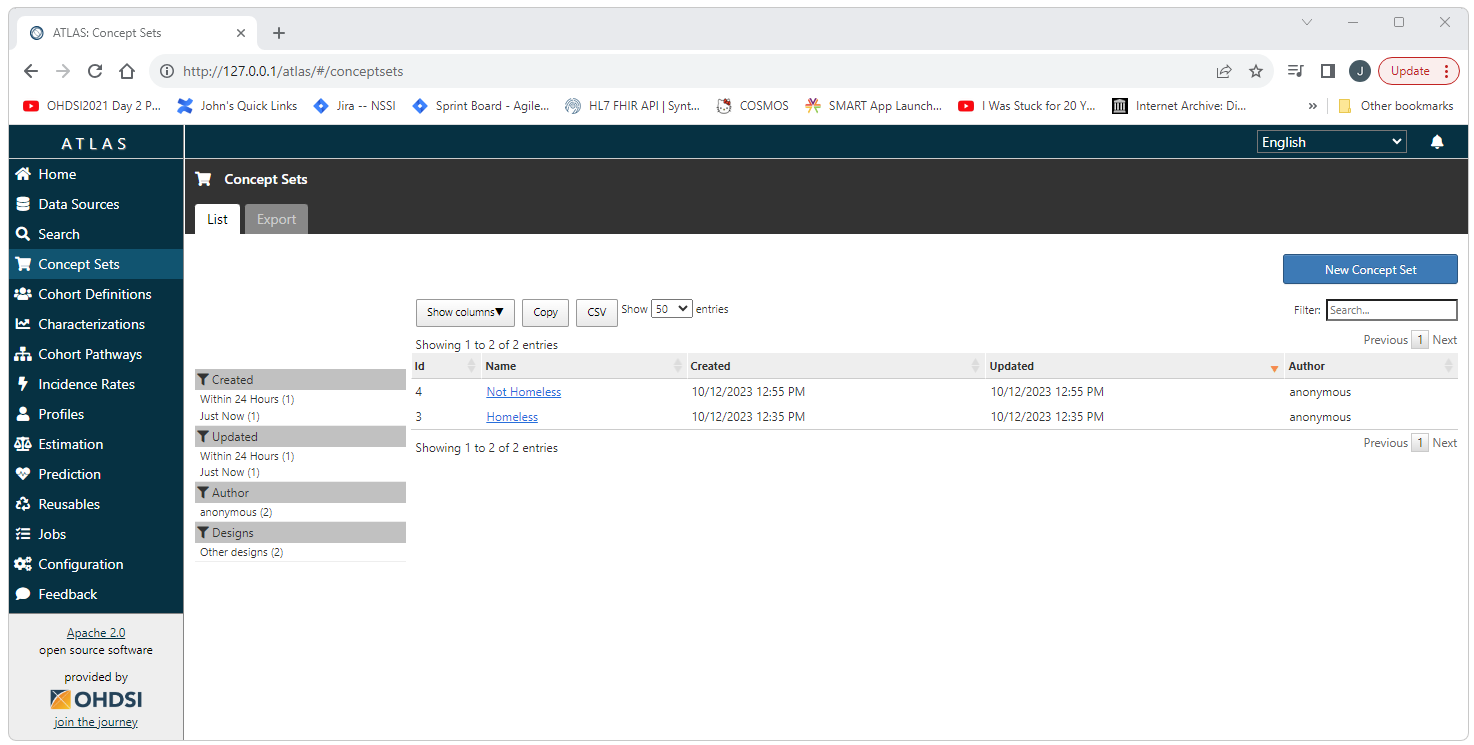 ATLAS: Concept Sets
http://127.0.0.1/atlas/#/conceptsets
J
Update
OHDSI2021 Day 2 P...
John's Quick Links
Jira -- NSSI
Sprint Board - Agile...
HL7 FHIR API | Synt...
COSMOS
SMART App Launch...
I Was Stuck for 20 Y...
Internet Archive: Di...
»
Other bookmarks
ATLAS
English
Home
Data Sources
Search
Concept Sets
Cohort Definitions
Characterizations
Cohort Pathways
Incidence Rates
Profiles
Estimation
Prediction
Reusables
Jobs
Configuration
Feedback
Apache 2.0
open source software
provided by
OHDSI
join the journey
Concept Sets
List
Export
New Concept Set
Show columns▼
Copy
CSV
Show 50 entries
Filter: Search...
Showing 1 to 2 of 2 entries
Previous 1 Next
Created
Within 24 Hours (1)
Just Now (1)
Updated
Within 24 Hours (1)
Just Now (1)
Author
anonymous (2)
Designs
Other designs (2)
Id Name Created Updated Author
4 Not Homeless 10/12/2023 12:55 PM 10/12/2023 12:55 PM anonymous
3 Homeless 10/12/2023 12:35 PM 10/12/2023 12:35 PM anonymous
Showing 1 to 2 of 2 entries
Previous 1 Next